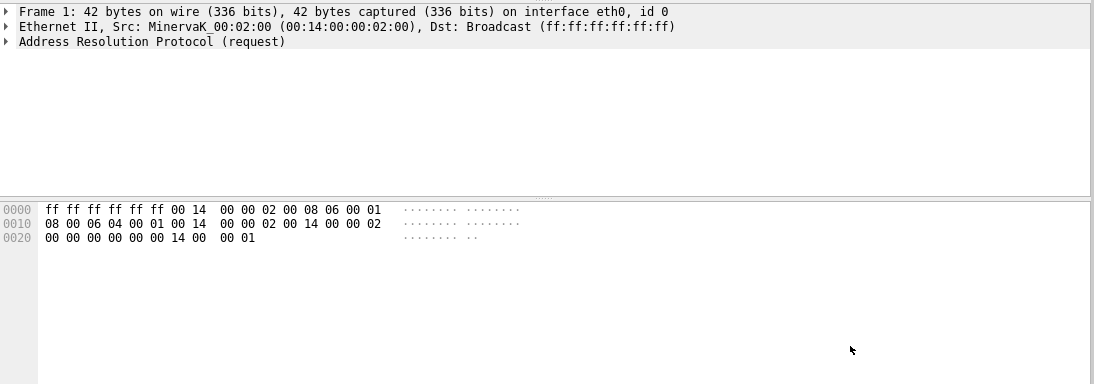 Frame 1: 42 bytes on wire (336 bits), 42 bytes captured (336 bits) on interface eth0, id 0
Ethernet II, Src: MinervaK_00:02:00 (00:14:00:00:02:00), Dst: Broadcast (ff:ff:ff:ff:ff:ff)
Address Resolution Protocol (request)
0000 ff ff ff ff ff ff 00 14 00 00 02 00 08 06 00 01 ········ ········
0010 08 00 06 04 00 01 00 14 00 00 02 00 14 00 00 02 ········ ········
0020 00 00 00 00 00 00 14 00 00 01 ········ ··